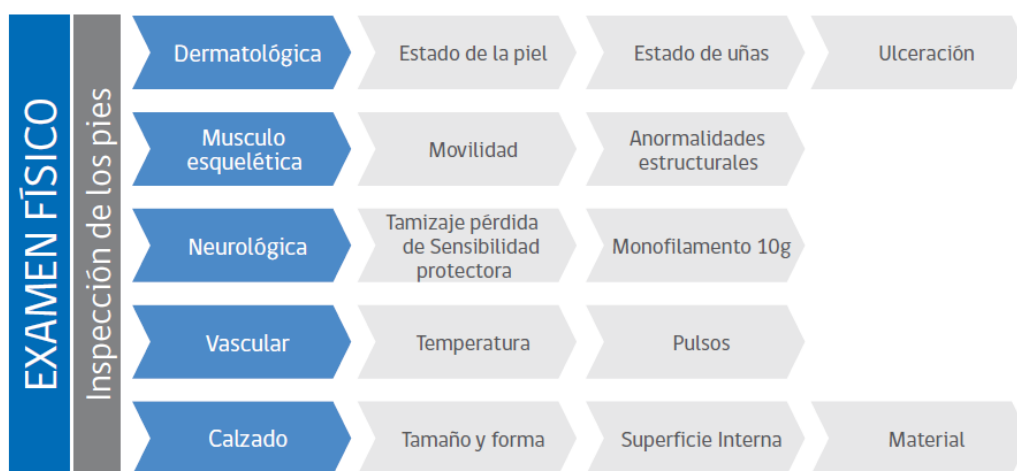 EXAMEN FÍSICO
Inspección de los pies
Dermatológica
Estado de la piel
Estado de uñas
Ulceración
Musculo
esquelética
Movilidad
Anormalidades
estructurales
Neurológica
Tamizaje pérdida
de Sensibilidad
protectora
Monofilamento 10g
Vascular
Temperatura
Pulsos
Calzado
Tamaño y forma
Superficie Interna
Material